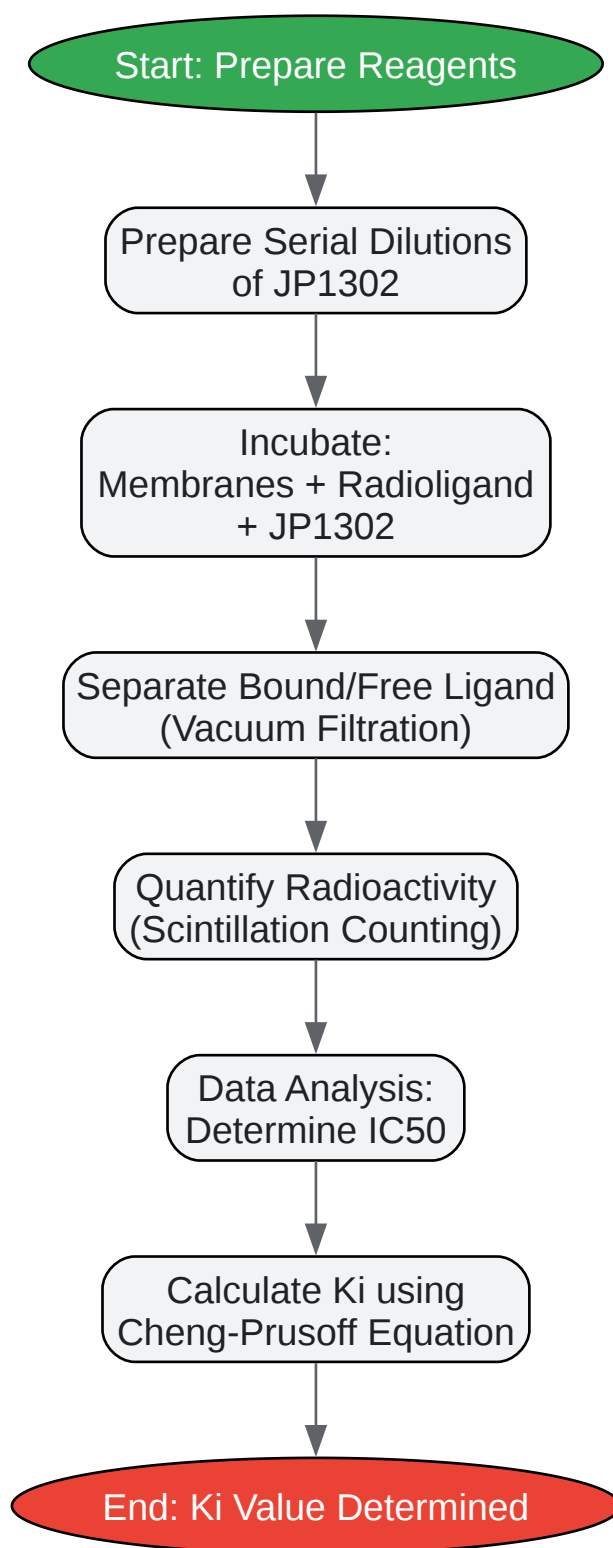 Start: Prepare Reagents
Prepare Serial Dilutions
of JP1302
Incubate:
Membranes + Radioligand
+ JP1302
Separate Bound/Free Ligand
(Vacuum Filtration)
Quantify Radioactivity
(Scintillation Counting)
Data Analysis:
Determine IC50
Calculate Ki using
Cheng-Prusoff Equation
End: Ki Value Determined